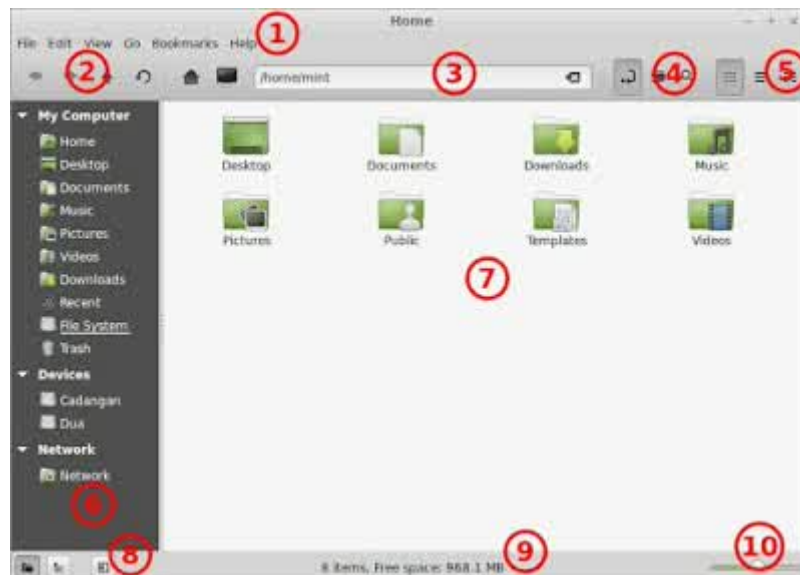 Home
File Edit View Go Bookmarks Help
1
2
/home/mint
3
4
5
My Computer
Home
Desktop
Documents
Music
Pictures
Videos
Downloads
Recent
File System
Trash
Devices
Cadangan
Dua
Network
Network
6
Desktop
Documents
Downloads
Music
Pictures
Public
Templates
Videos
7
8
8 items, Free space: 968.1 MB
9
10